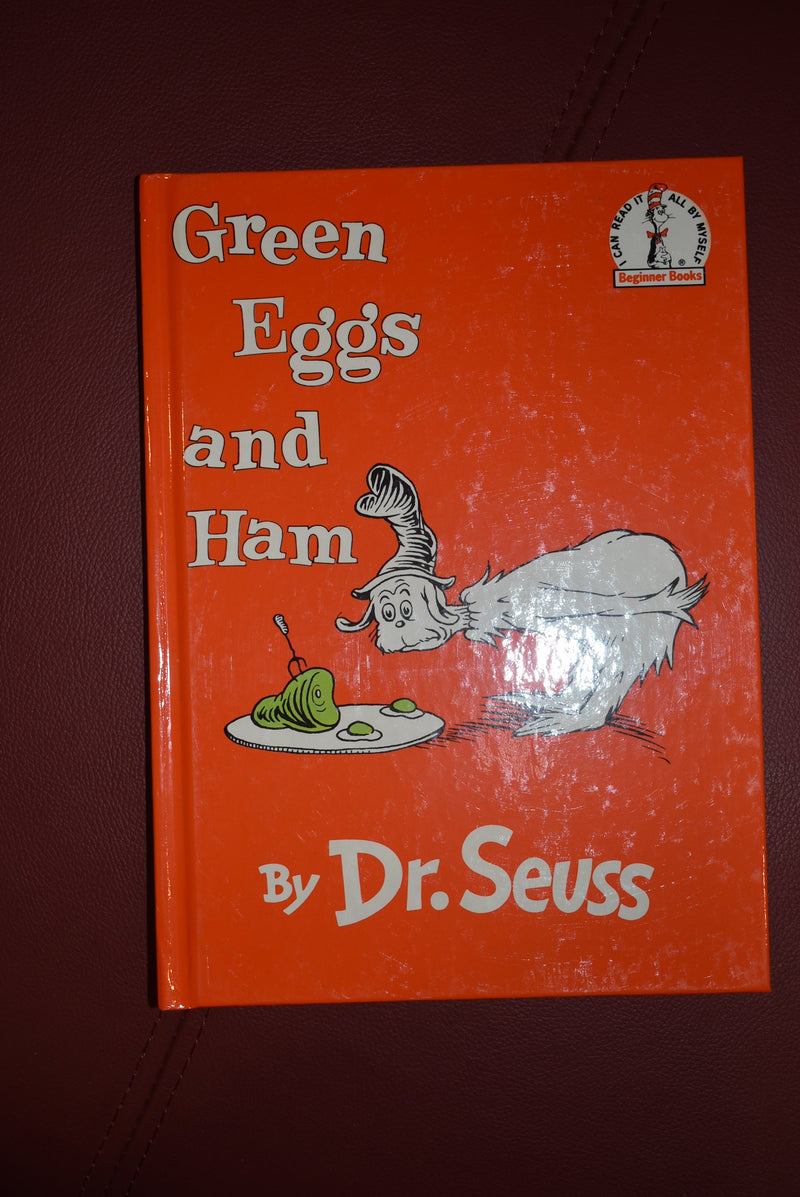 Green
Eggs
and
Ham
I CAN READ IT ALL BY MYSELF
®
Beginner Books
By Dr. Seuss